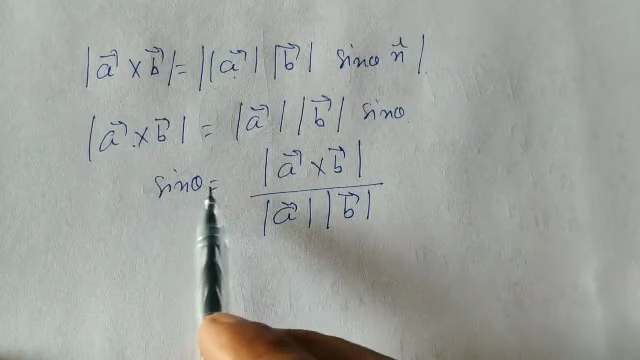 |a⃗ × b⃗| = ||a⃗| |b⃗| sinθ n⃗|
|a⃗ × b⃗| = |a⃗| |b⃗| sinθ
sinθ = |a⃗ × b⃗| / |a⃗| |b⃗|